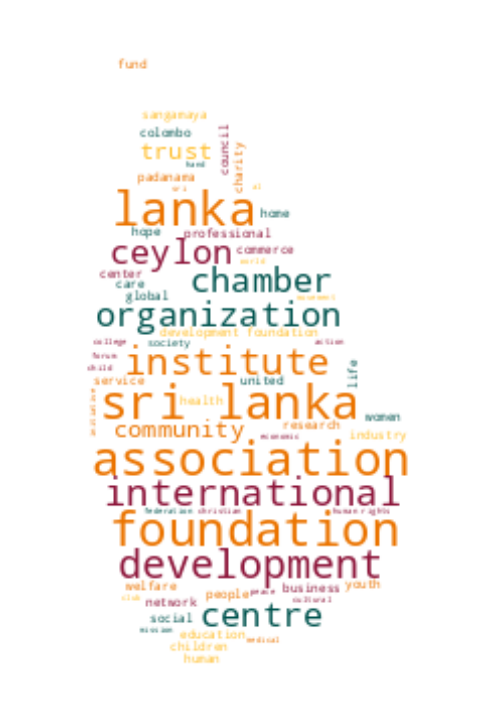 fund
sangamaya
colombo
council
trust
charity
hand
padanama
sri
al
lanka
home
hope
professional
ceylon
commerce
world
center
chamber
care
global
organization
development foundation
college
society
action
forum
institute
child
life
service
united
sri lanka
health
women
community
research
industry
economic
association
international
federation
christian
human rights
foundation
development
welfare
people
peace
business
youth
club
network
cultural
social
centre
mission
education
medical
children
human